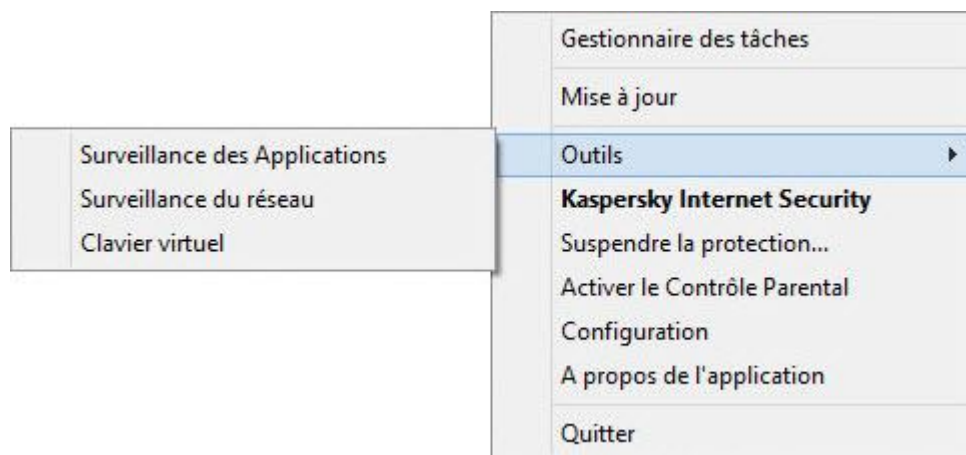 Gestionnaire des tâches
Mise à jour
Outils
Surveillance des Applications
Surveillance du réseau
Clavier virtuel
Kaspersky Internet Security
Suspendre la protection...
Activer le Contrôle Parental
Configuration
A propos de l'application
Quitter